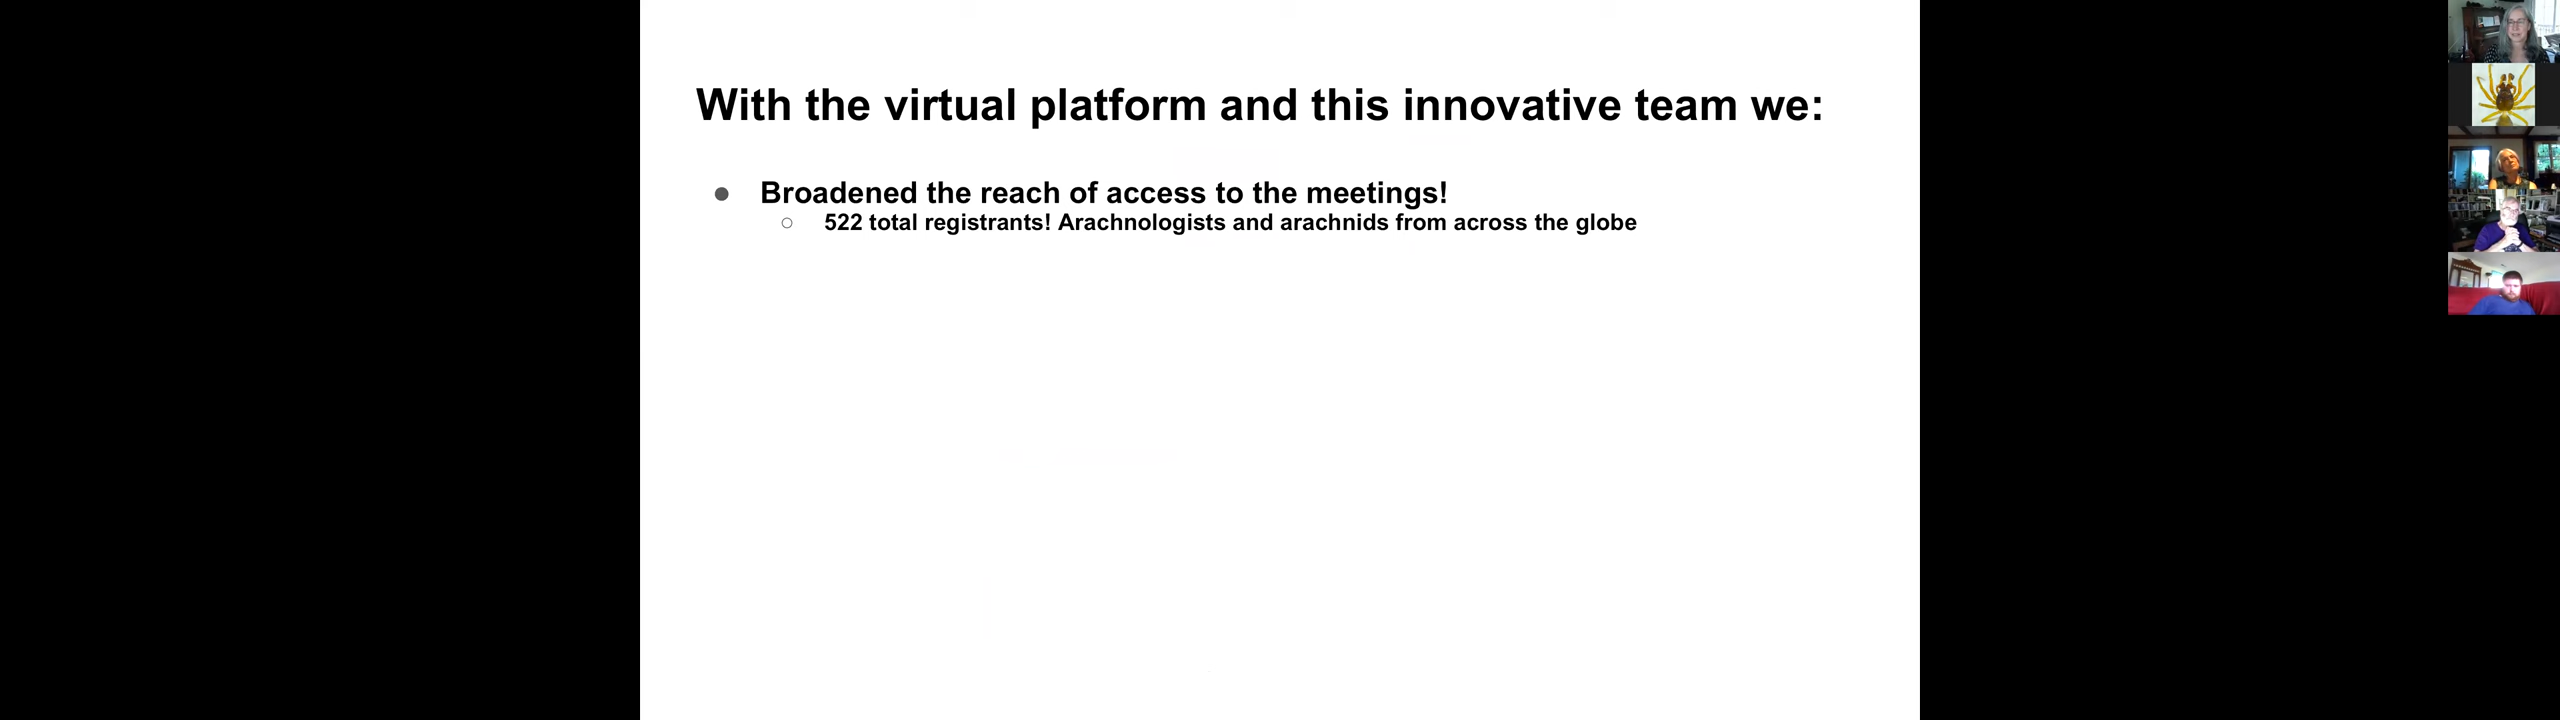 With the virtual platform and this innovative team we:
● Broadened the reach of access to the meetings!
○ 522 total registrants! Arachnologists and arachnids from across the globe